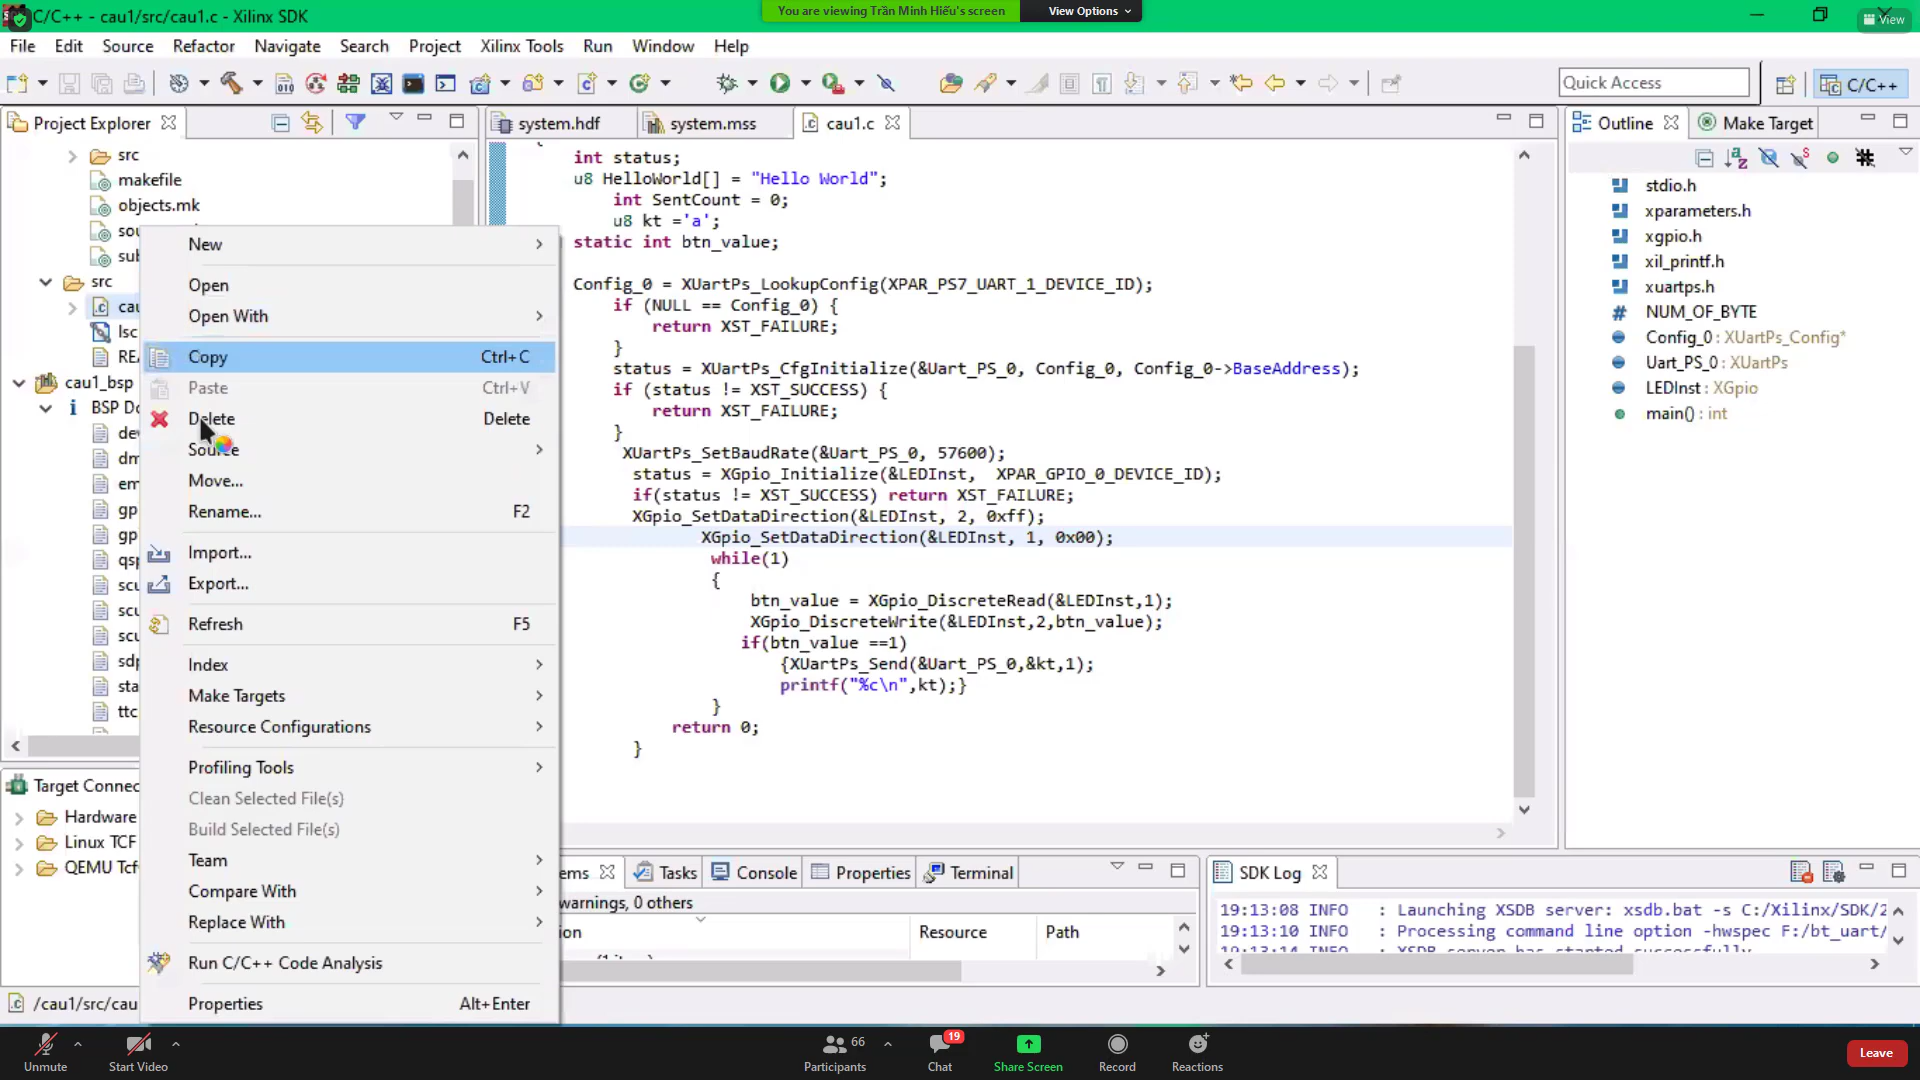 C/C++ - cau1/src/cau1.c - Xilinx SDK
You are viewing Trần Minh Hiếu's screen
View Options
View
File Edit Source Refactor Navigate Search Project Xilinx Tools Run Window Help
Quick Access
C/C++
Project Explorer
src
makefile
objects.mk
src
cau1_bsp
New
Open
Open With
Copy Ctrl+C
Paste Ctrl+V
Delete Delete
Source
Move...
Rename... F2
Import...
Export...
Refresh F5
Index
Make Targets
Resource Configurations
Profiling Tools
Clean Selected File(s)
Build Selected File(s)
Team
Compare With
Replace With
Run C/C++ Code Analysis
Properties Alt+Enter
system.hdf
system.mss
cau1.c
{
int status;
u8 HelloWorld[] = "Hello World";
int SentCount = 0;
u8 kt ='a';
static int btn_value;
Config_0 = XUartPs_LookupConfig(XPAR_PS7_UART_1_DEVICE_ID);
if (NULL == Config_0) {
return XST_FAILURE;
}
status = XUartPs_CfgInitialize(&Uart_PS_0, Config_0, Config_0->BaseAddress);
if (status != XST_SUCCESS) {
return XST_FAILURE;
}
XUartPs_SetBaudRate(&Uart_PS_0, 57600);
status = XGpio_Initialize(&LEDInst, XPAR_GPIO_0_DEVICE_ID);
if(status != XST_SUCCESS) return XST_FAILURE;
XGpio_SetDataDirection(&LEDInst, 2, 0xff);
XGpio_SetDataDirection(&LEDInst, 1, 0x00);
while(1)
{
btn_value = XGpio_DiscreteRead(&LEDInst,1);
XGpio_DiscreteWrite(&LEDInst,2,btn_value);
if(btn_value ==1)
{XUartPs_Send(&Uart_PS_0,&kt,1);
printf("%c\n",kt);}
}
return 0;
}
Outline
Make Target
stdio.h
xparameters.h
xgpio.h
xil_printf.h
xuartps.h
NUM_OF_BYTE
Config_0 : XUartPs_Config*
Uart_PS_0 : XUartPs
LEDInst : XGpio
main() : int
Target Connec
Hardware
Linux TCF
QEMU Tcf
ems
Tasks
Console
Properties
Terminal
warnings, 0 others
ion
Resource
Path
SDK Log
19:13:08 INFO : Launching XSDB server: xsdb.bat -s C:/Xilinx/SDK/2
19:13:10 INFO : Processing command line option -hwspec F:/bt_uart/
19:13:14 INFO : XSDB server has started successfully
/cau1/src/cau
Unmute
Start Video
66
Participants
19
Chat
Share Screen
Record
Reactions
Leave